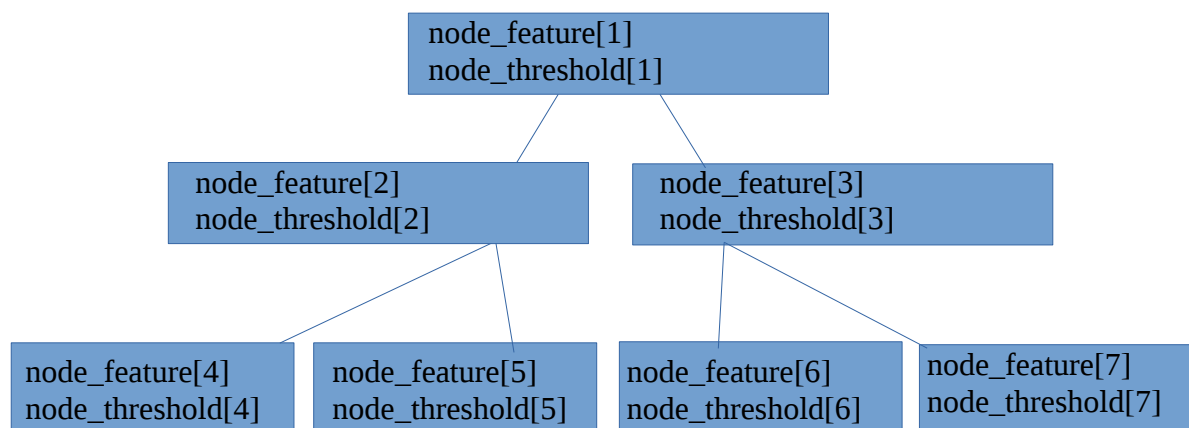 node_feature[1]
node_threshold[1]
node_feature[2]
node_threshold[2]
node_feature[3]
node_threshold[3]
node_feature[4]
node_threshold[4]
node_feature[5]
node_threshold[5]
node_feature[6]
node_threshold[6]
node_feature[7]
node_threshold[7]